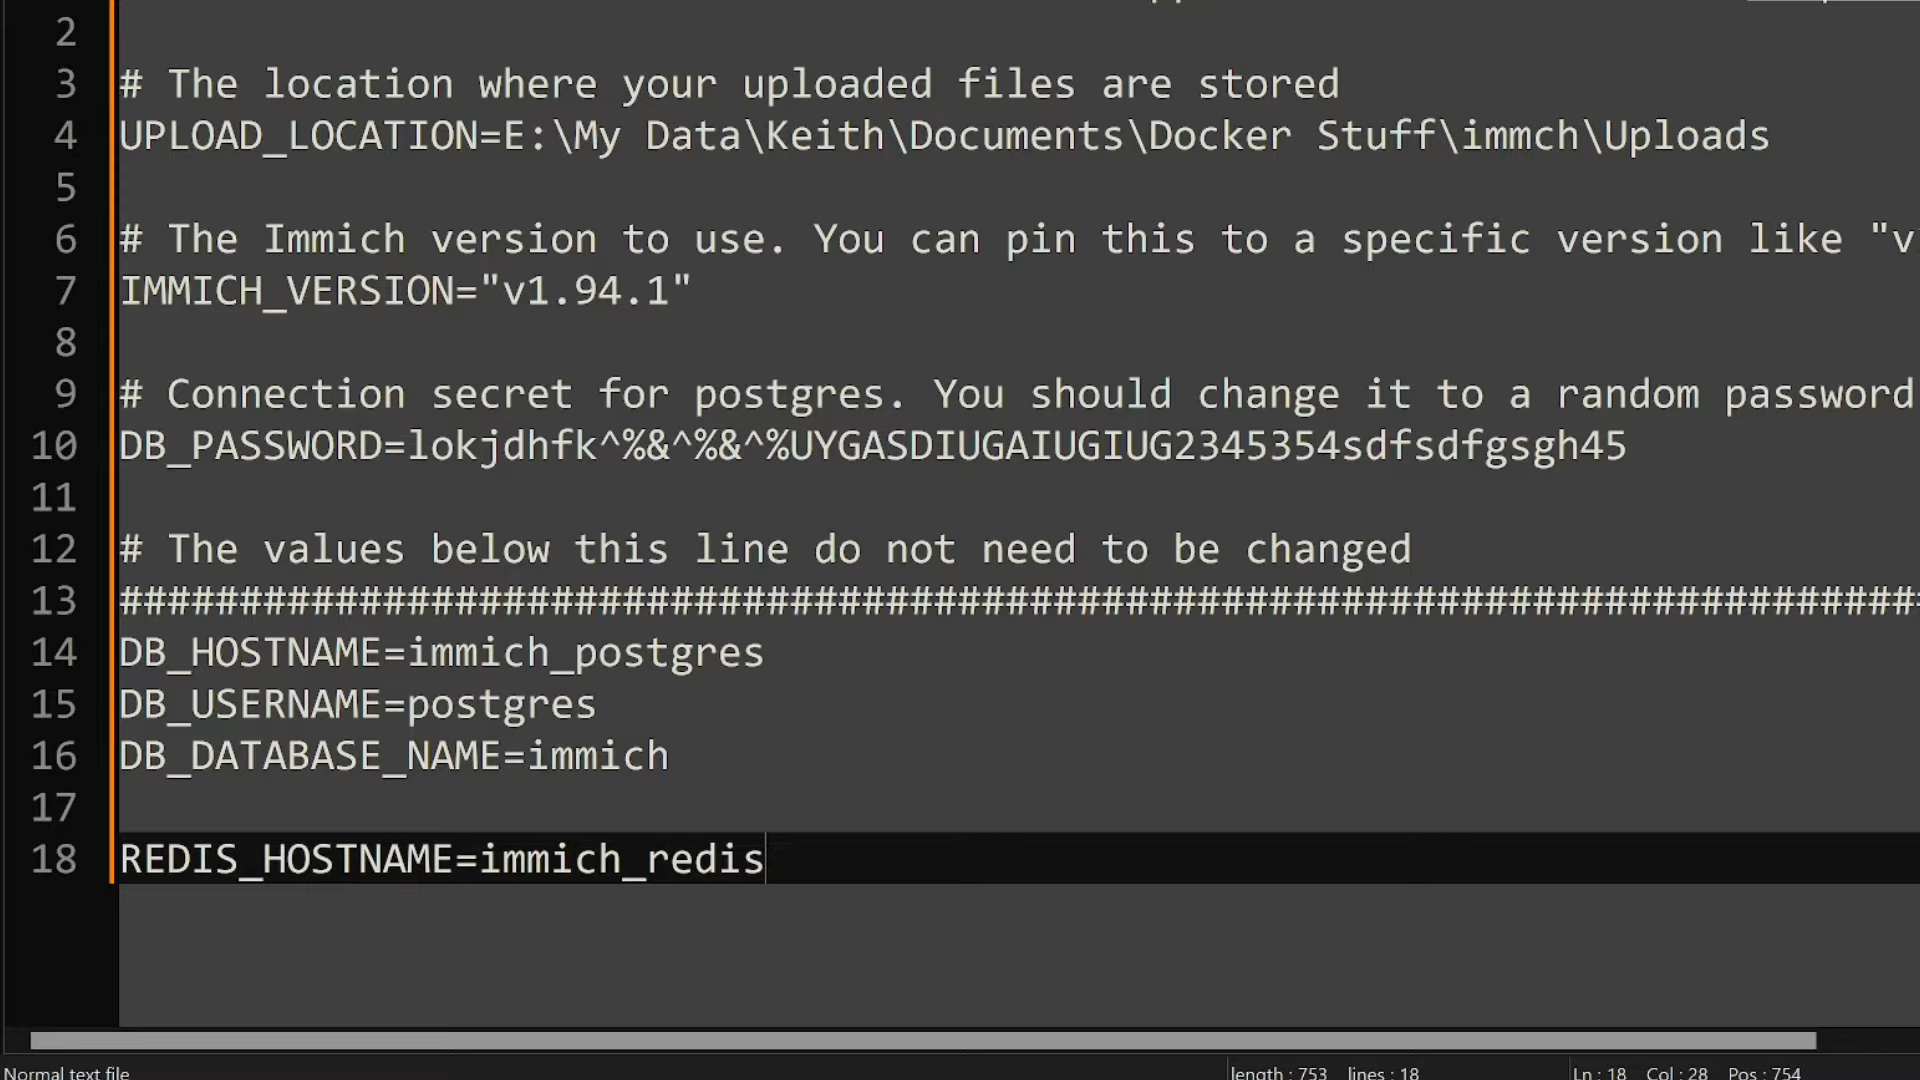 2
3 # The location where your uploaded files are stored
4 UPLOAD_LOCATION=E:\My Data\Keith\Documents\Docker Stuff\immch\Uploads
5
6 # The Immich version to use. You can pin this to a specific version like "v
7 IMMICH_VERSION="v1.94.1"
8
9 # Connection secret for postgres. You should change it to a random password
10 DB_PASSWORD=lokjdhfk^%&^%&^%UYGASDIUGAIUGIUG2345354sdfsdfgsgh45
11
12 # The values below this line do not need to be changed
13 ###########################################################################
14 DB_HOSTNAME=immich_postgres
15 DB_USERNAME=postgres
16 DB_DATABASE_NAME=immich
17
18 REDIS_HOSTNAME=immich_redis
Normal text file length : 753 lines : 18 Ln : 18 Col : 28 Pos : 754